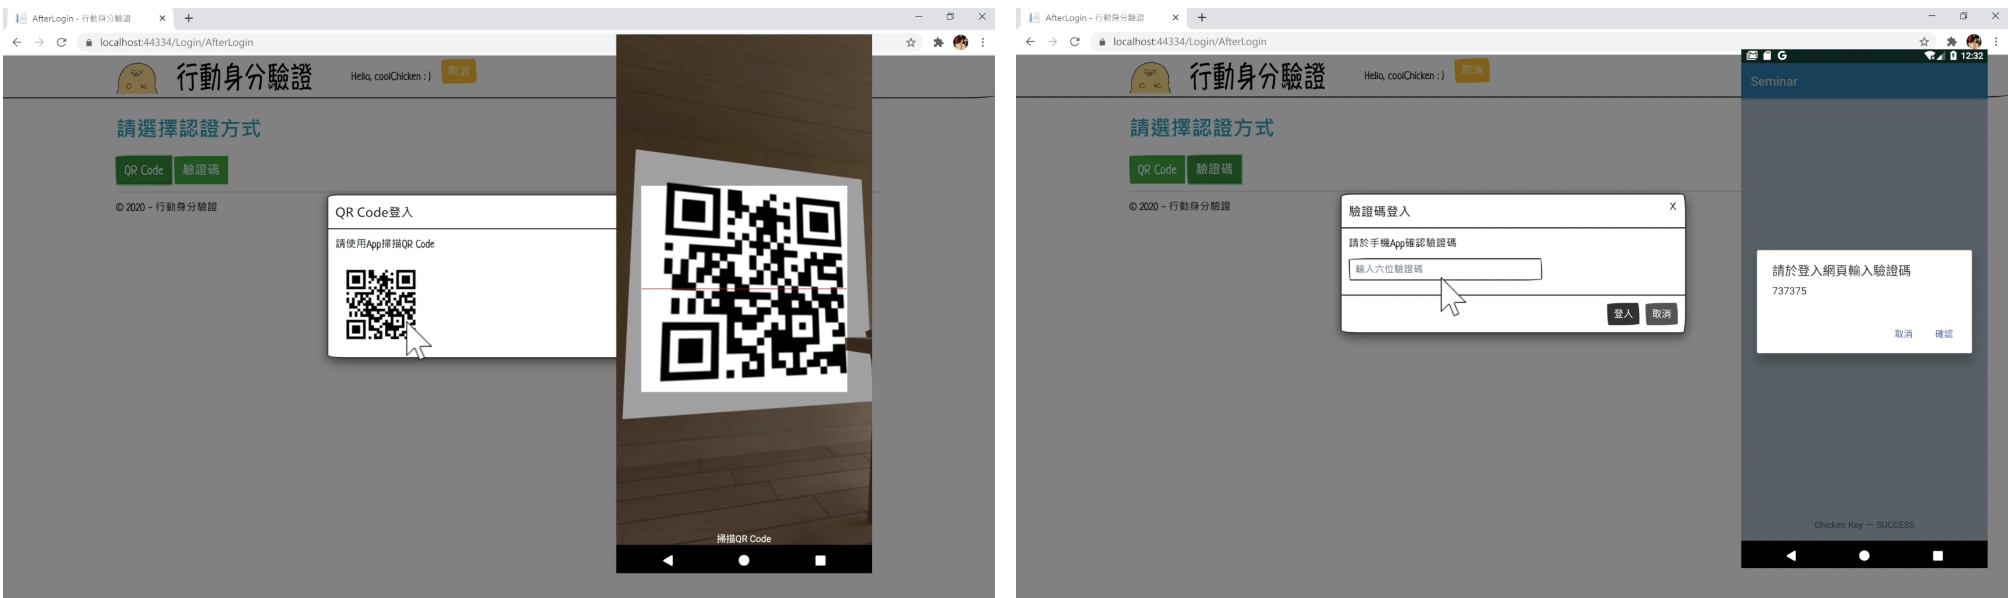 AfterLogin - 行動身分驗證
localhost:44334/Login/AfterLogin
行動身分驗證
Hello, coolChicken : )
取消
請選擇認證方式
QR Code
驗證碼
© 2020 - 行動身分驗證
QR Code登入
請使用App掃描QR Code
掃描QR Code
AfterLogin - 行動身分驗證
localhost:44334/Login/AfterLogin
行動身分驗證
Hello, coolChicken : )
取消
請選擇認證方式
QR Code
驗證碼
© 2020 - 行動身分驗證
驗證碼登入
X
請於手機App確認驗證碼
輸入六位驗證碼
登入
取消
G
12:32
Seminar
請於登入網頁輸入驗證碼
737375
取消
確認
Chicken Key － SUCCESS